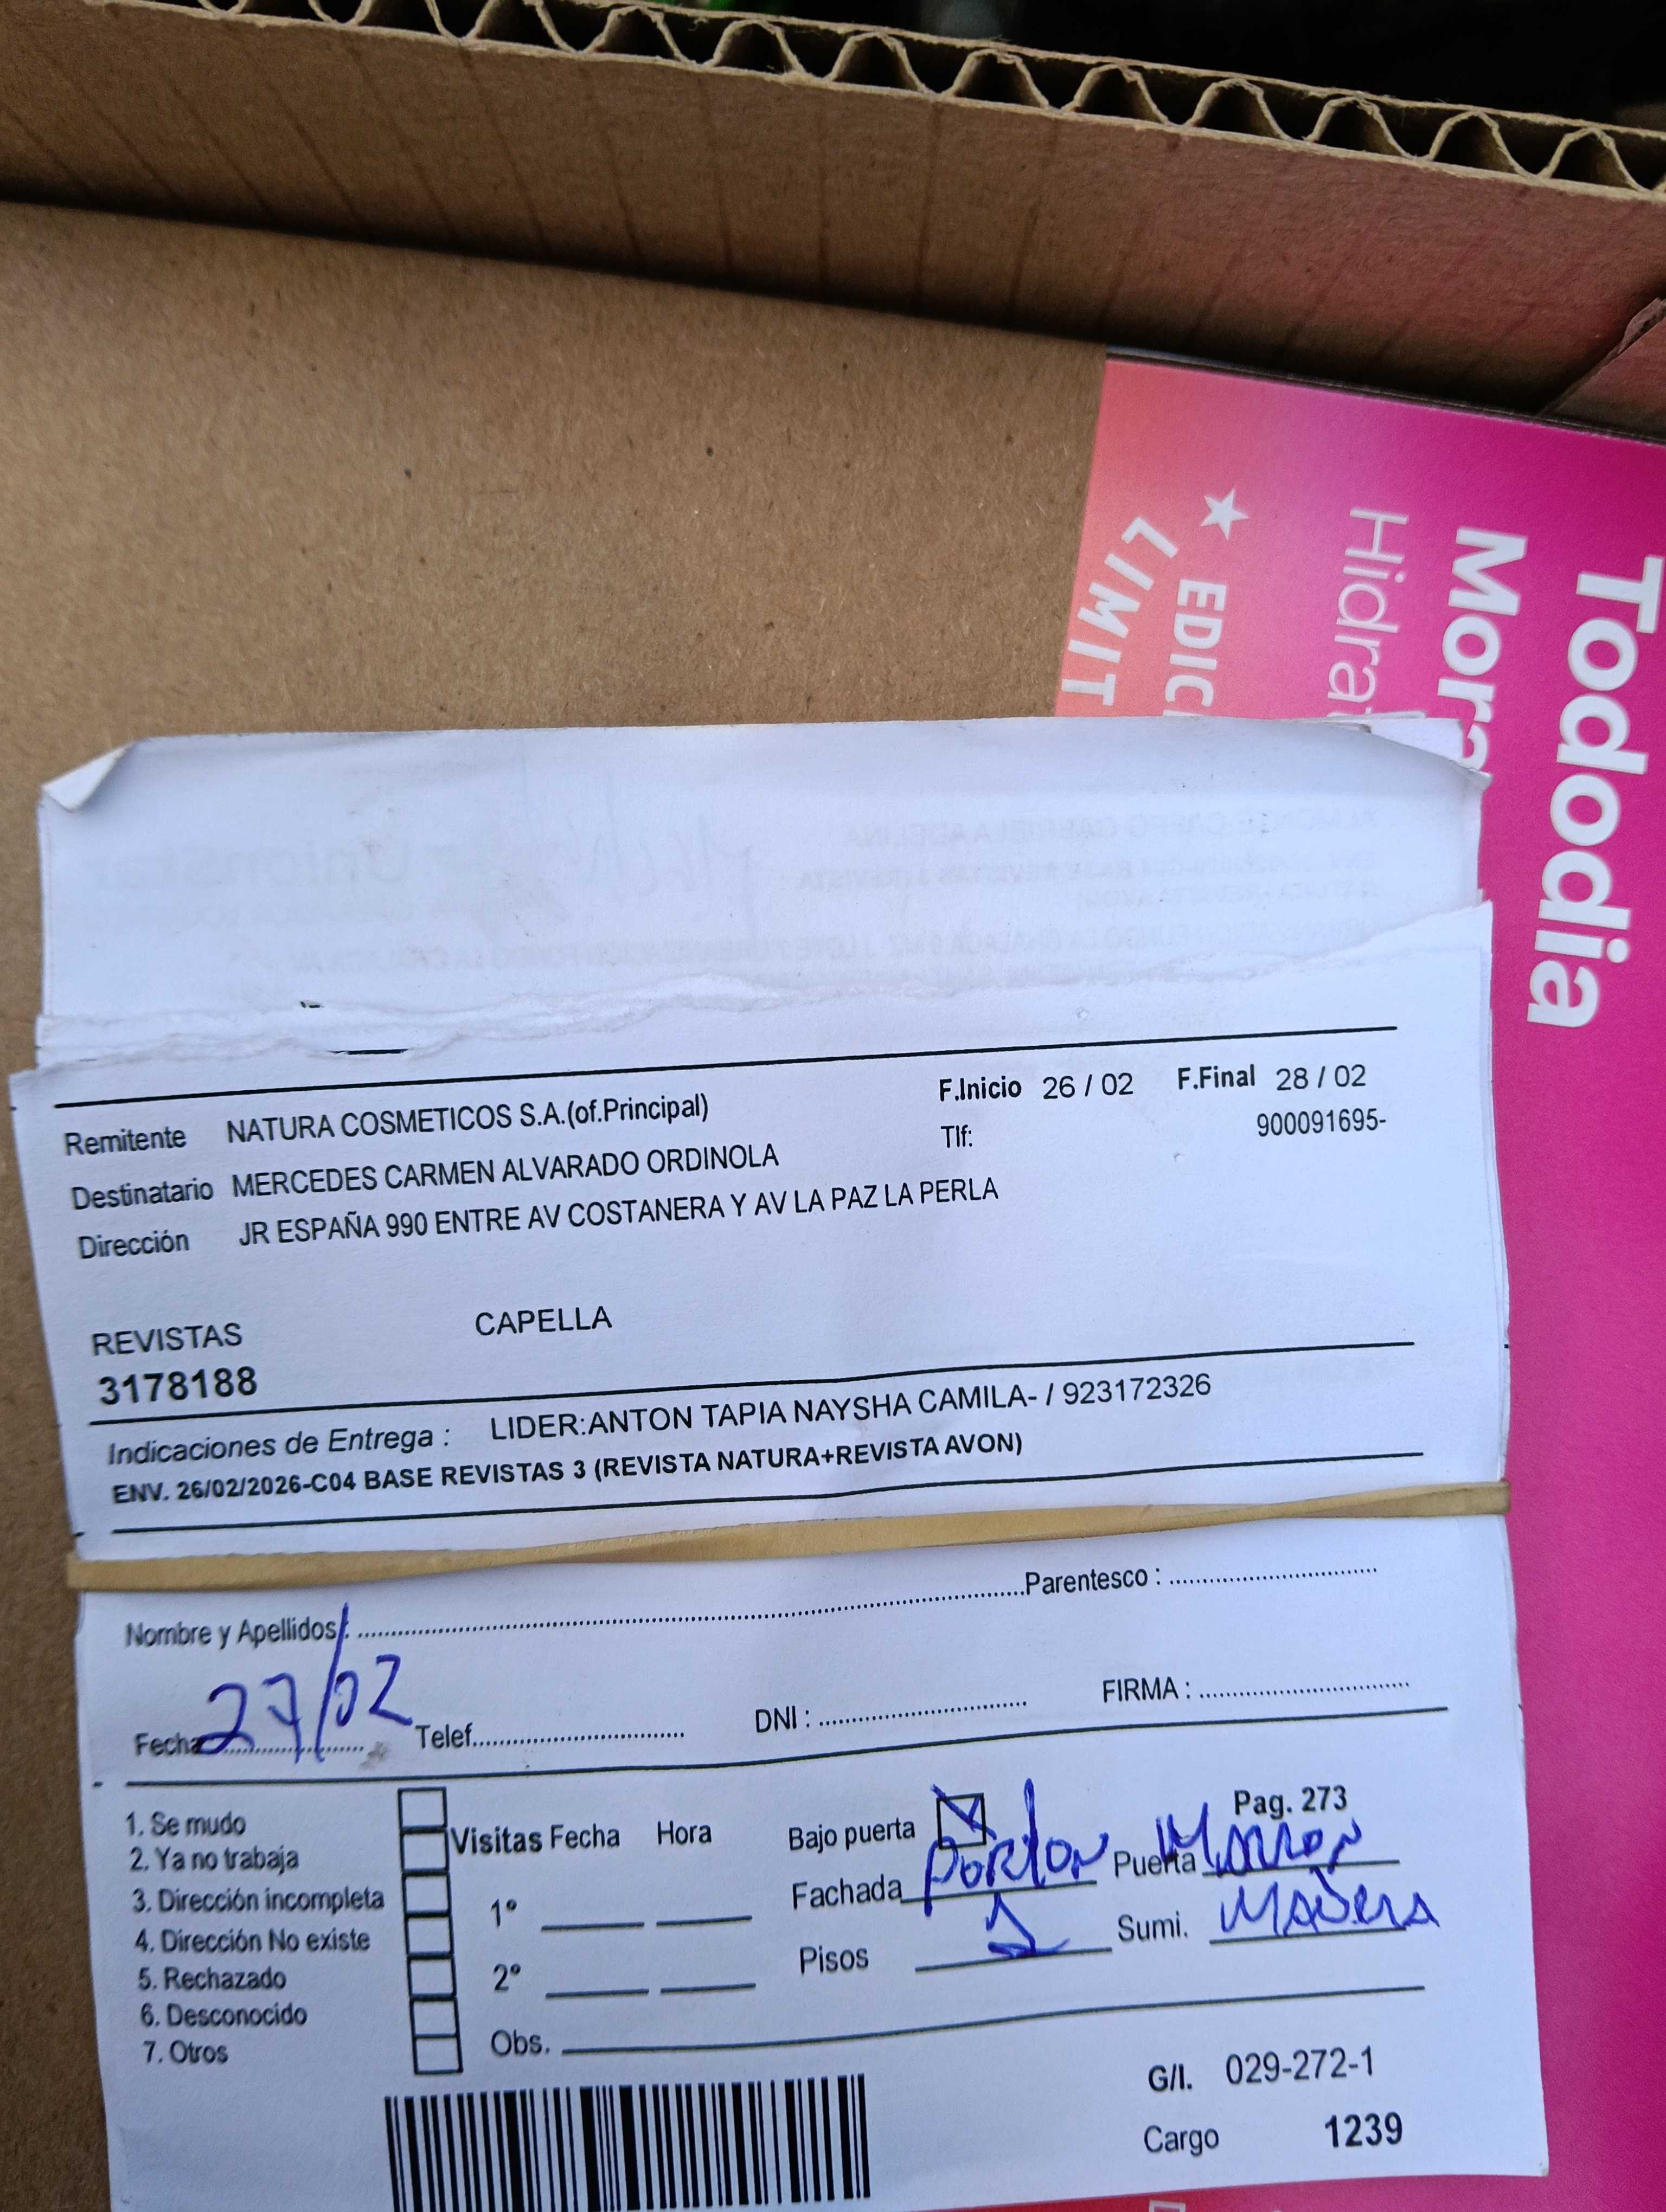 Tododia
Mora
Hidrat
★ EDIC
LIMIT
Remitente NATURA COSMETICOS S.A.(of.Principal) F.Inicio 26 / 02 F.Final 28 / 02
Destinatario MERCEDES CARMEN ALVARADO ORDINOLA Tlf: 900091695-
Dirección JR ESPAÑA 990 ENTRE AV COSTANERA Y AV LA PAZ LA PERLA
REVISTAS CAPELLA
3178188
Indicaciones de Entrega : LIDER:ANTON TAPIA NAYSHA CAMILA- / 923172326
ENV. 26/02/2026-C04 BASE REVISTAS 3 (REVISTA NATURA+REVISTA AVON)
Nombre y Apellidos: Parentesco :
Fecha 27/02 Telef. DNI : FIRMA :
1. Se mudo
2. Ya no trabaja
3. Dirección incompleta
4. Dirección No existe
5. Rechazado
6. Desconocido
7. Otros
Visitas Fecha Hora
1°
2°
Obs.
Bajo puerta Pag. 273
Fachada PORTON Puerta Marron
Pisos 1 Sumi. MADERA
G/I. 029-272-1
Cargo 1239